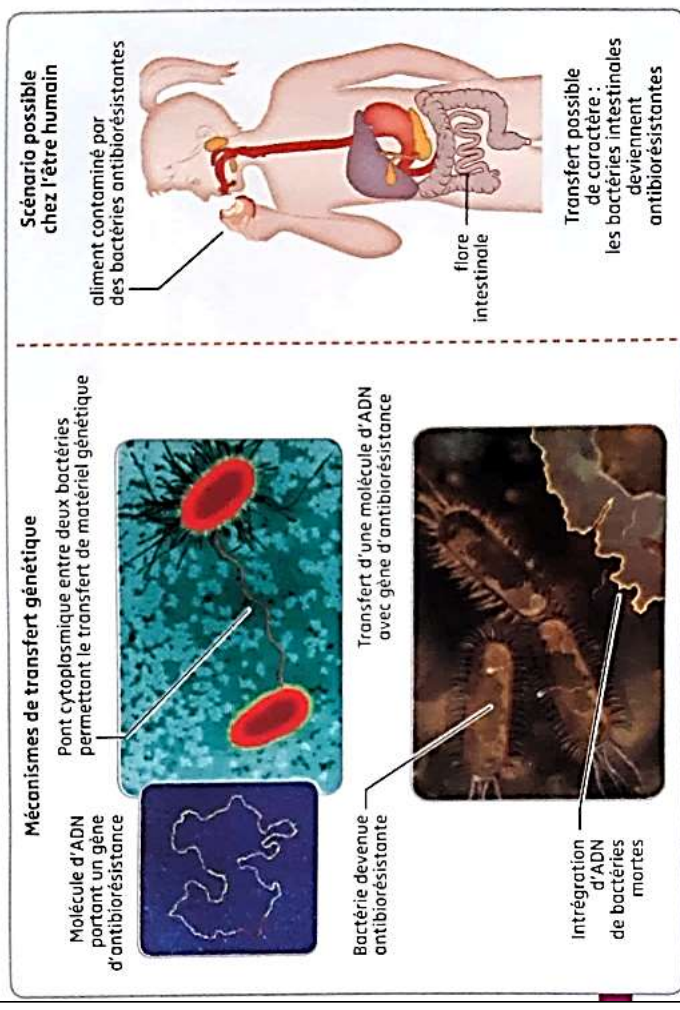 Mécanismes de transfert génétique
Molécule d'ADN
portant un gène
d'antibiorésistance
Pont cytoplasmique entre deux bactéries
permettant le transfert de matériel génétique
Transfert d'une molécule d'ADN
avec gène d'antibiorésistance
Bactérie devenue
antibiorésistante
Intrégration
d'ADN
de bactéries
mortes
Scénario possible
chez l'être humain
aliment contaminé par
des bactéries antibiorésistantes
flore
intestinale
Transfert possible
de caractère :
les bactéries intestinales
deviennent
antibiorésistantes